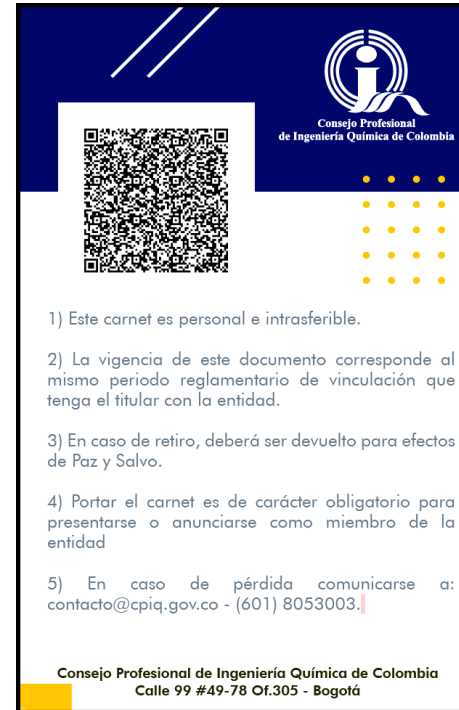 Consejo Profesional
de Ingeniería Química de Colombia
1) Este carnet es personal e intrasferible.
2) La vigencia de este documento corresponde al
mismo periodo reglamentario de vinculación que
tenga el titular con la entidad.
3) En caso de retiro, deberá ser devuelto para efectos
de Paz y Salvo.
4) Portar el carnet es de carácter obligatorio para
presentarse o anunciarse como miembro de la
entidad
5) En caso de pérdida comunicarse a:
contacto@cpiq.gov.co - (601) 8053003.
Consejo Profesional de Ingeniería Química de Colombia
Calle 99 #49-78 Of.305 - Bogotá